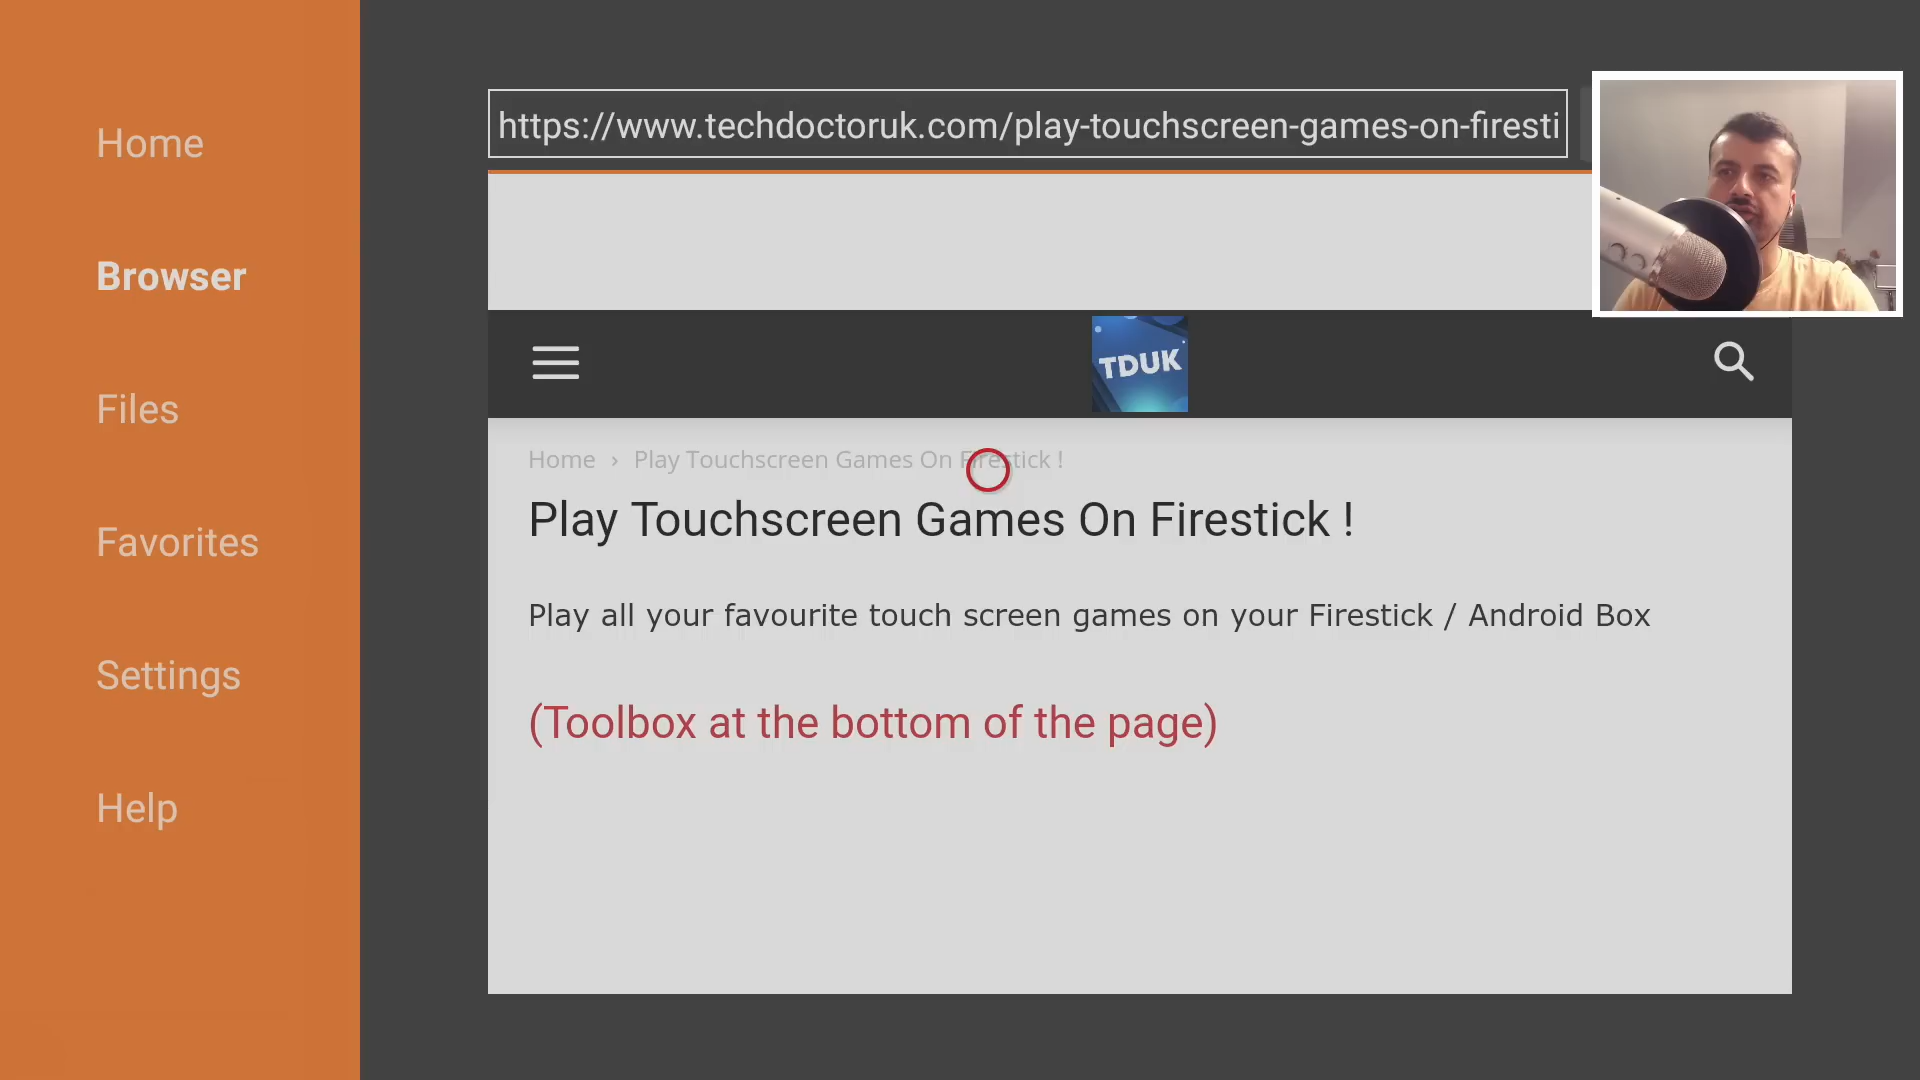 Home
Browser
Files
Favorites
Settings
Help
https://www.techdoctoruk.com/play-touchscreen-games-on-firesti
TDUK
Home › Play Touchscreen Games On Firestick !
Play Touchscreen Games On Firestick !
Play all your favourite touch screen games on your Firestick / Android Box
(Toolbox at the bottom of the page)